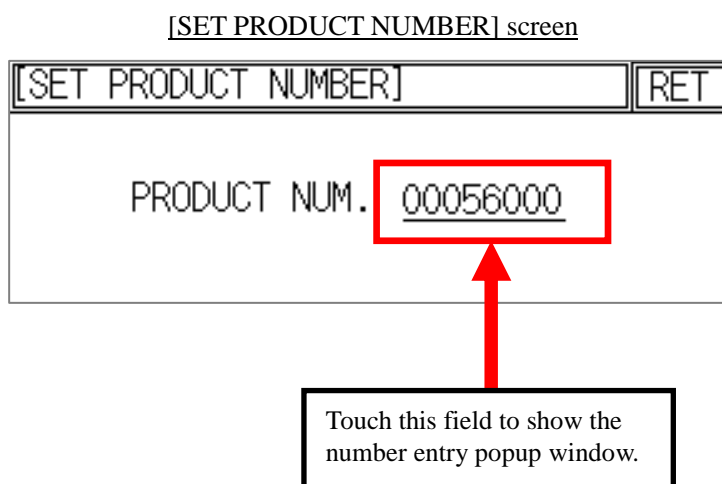 [SET PRODUCT NUMBER] screen
[SET PRODUCT NUMBER] RET
PRODUCT NUM. 00056000
Touch this field to show the
number entry popup window.